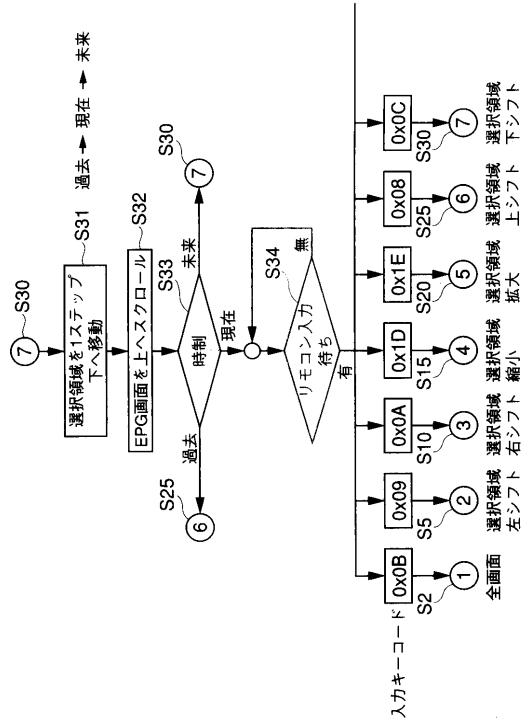 7
S30
選択領域を1ステップ
下へ移動
S31
過去 → 現在 → 未来
EPG画面を上へスクロール
S32
時制
S33
過去
S25
6
未来
S30
7
現在
リモコン入力
待ち
S34
無
有
入力キーコード
0x0B
0x09
0x0A
0x1D
0x1E
0x08
0x0C
S2
S5
S10
S15
S20
S25
S30
1
2
3
4
5
6
7
全画面
選択領域
左シフト
選択領域
右シフト
選択領域
縮小
選択領域
拡大
選択領域
上シフト
選択領域
下シフト